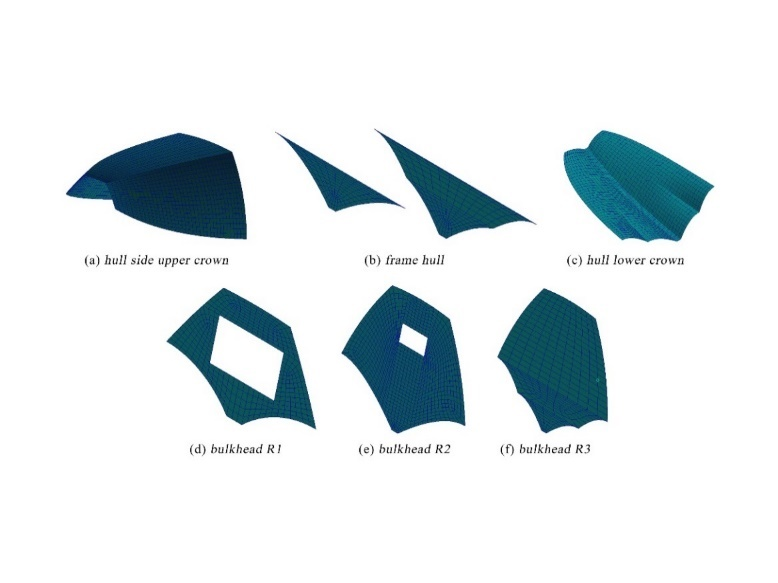 (a) hull side upper crown
(b) frame hull
(c) hull lower crown
(d) bulkhead R1
(e) bulkhead R2
(f) bulkhead R3